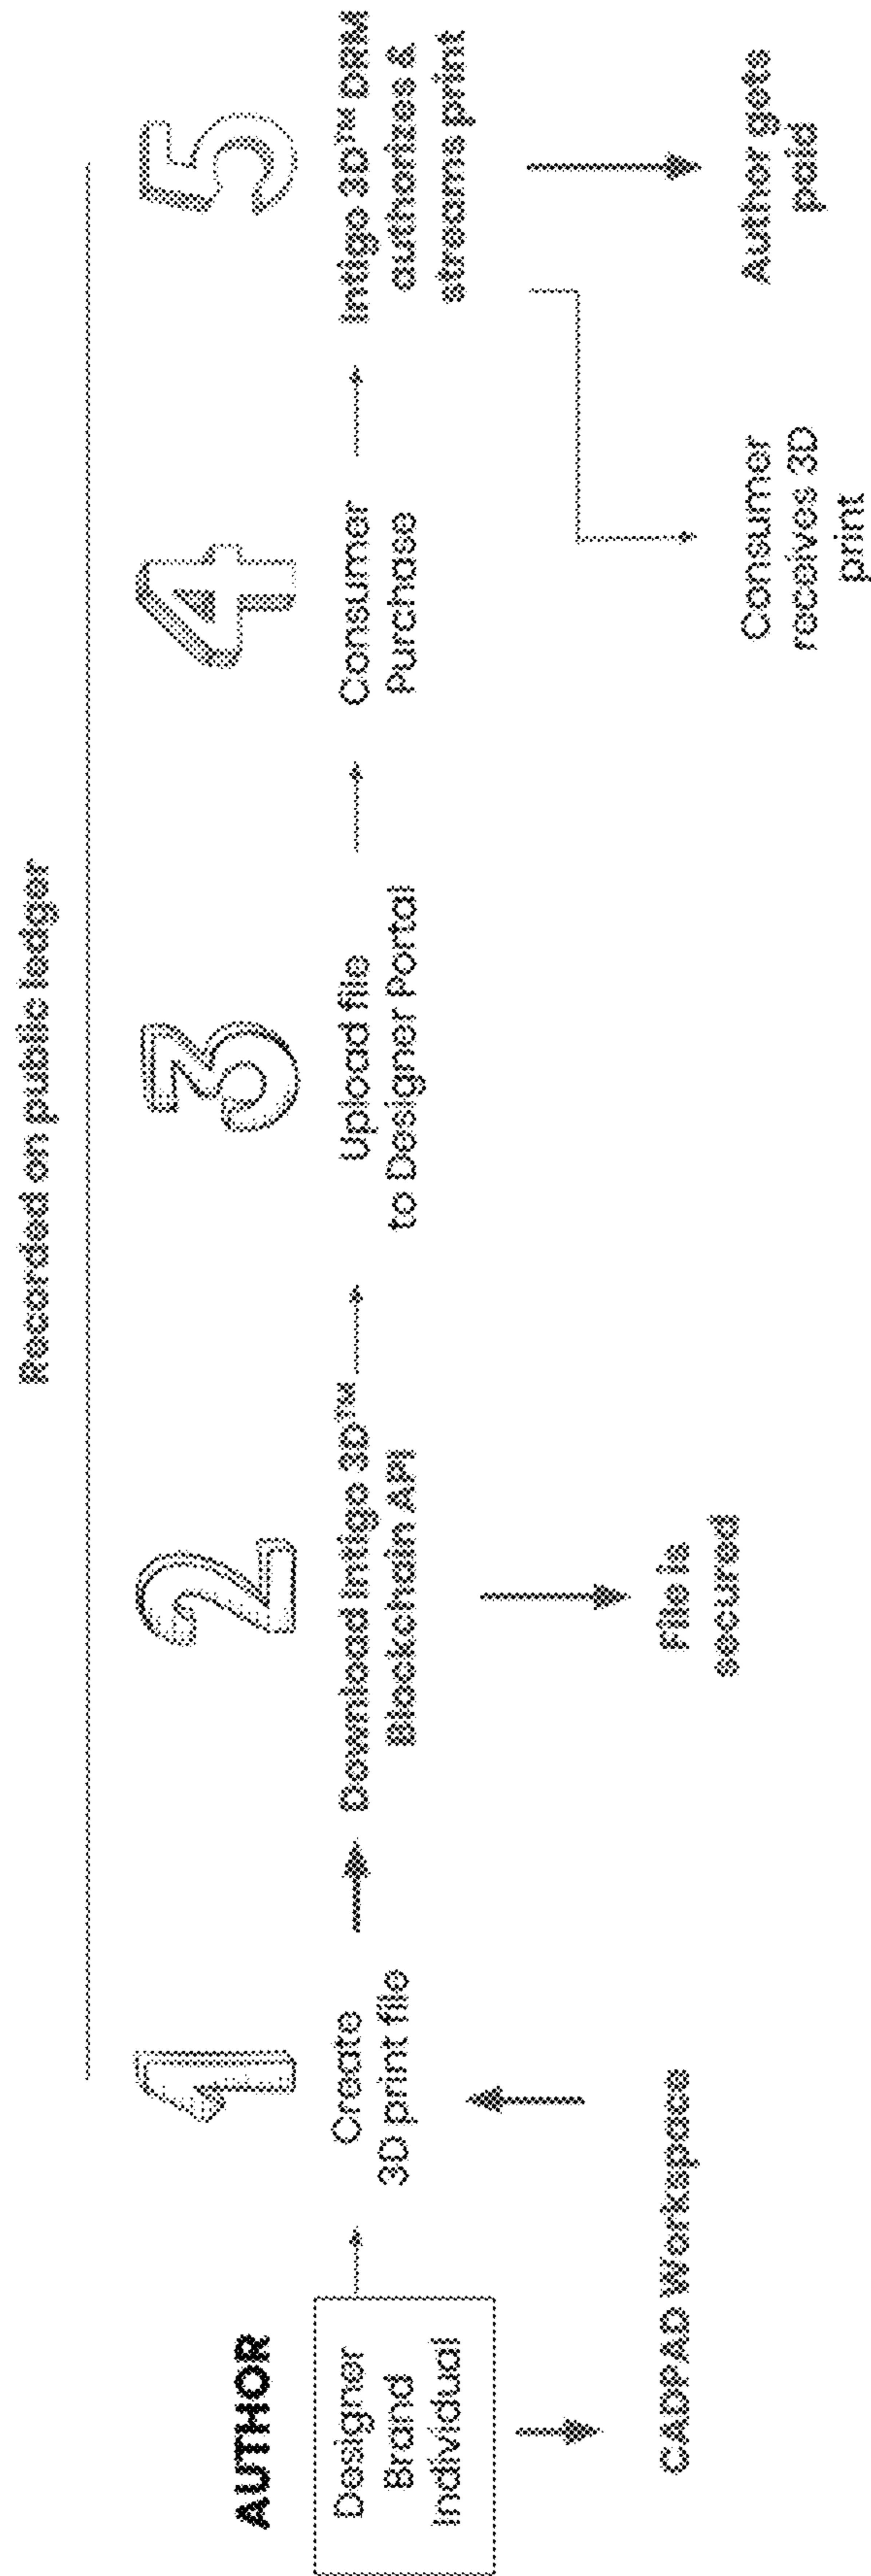 Recorded on public ledger
AUTHOR
Designer
Brand
Individual
CADPAD Workspace
1
Create
3D print file
2
Download Intigo 3D™
Blockchain API
File is
secured
3
Upload file
to Designer Portal
4
Consumer
Purchase
5
Intigo 3D™ DRM
authorizes &
streams print
Consumer
receives 3D
print
Author gets
paid